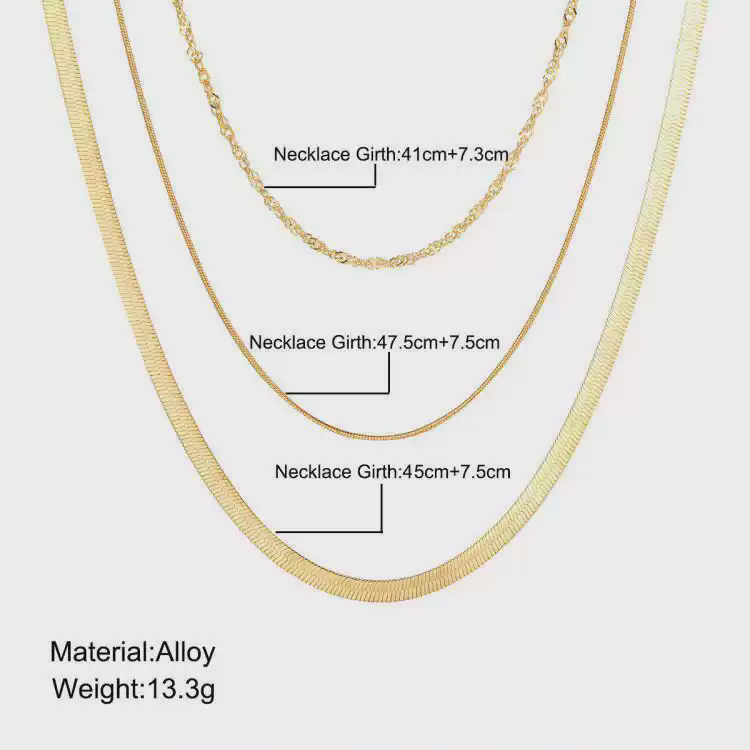 Necklace Girth:41cm+7.3cm
Necklace Girth:47.5cm+7.5cm
Necklace Girth:45cm+7.5cm
Material:Alloy
Weight:13.3g